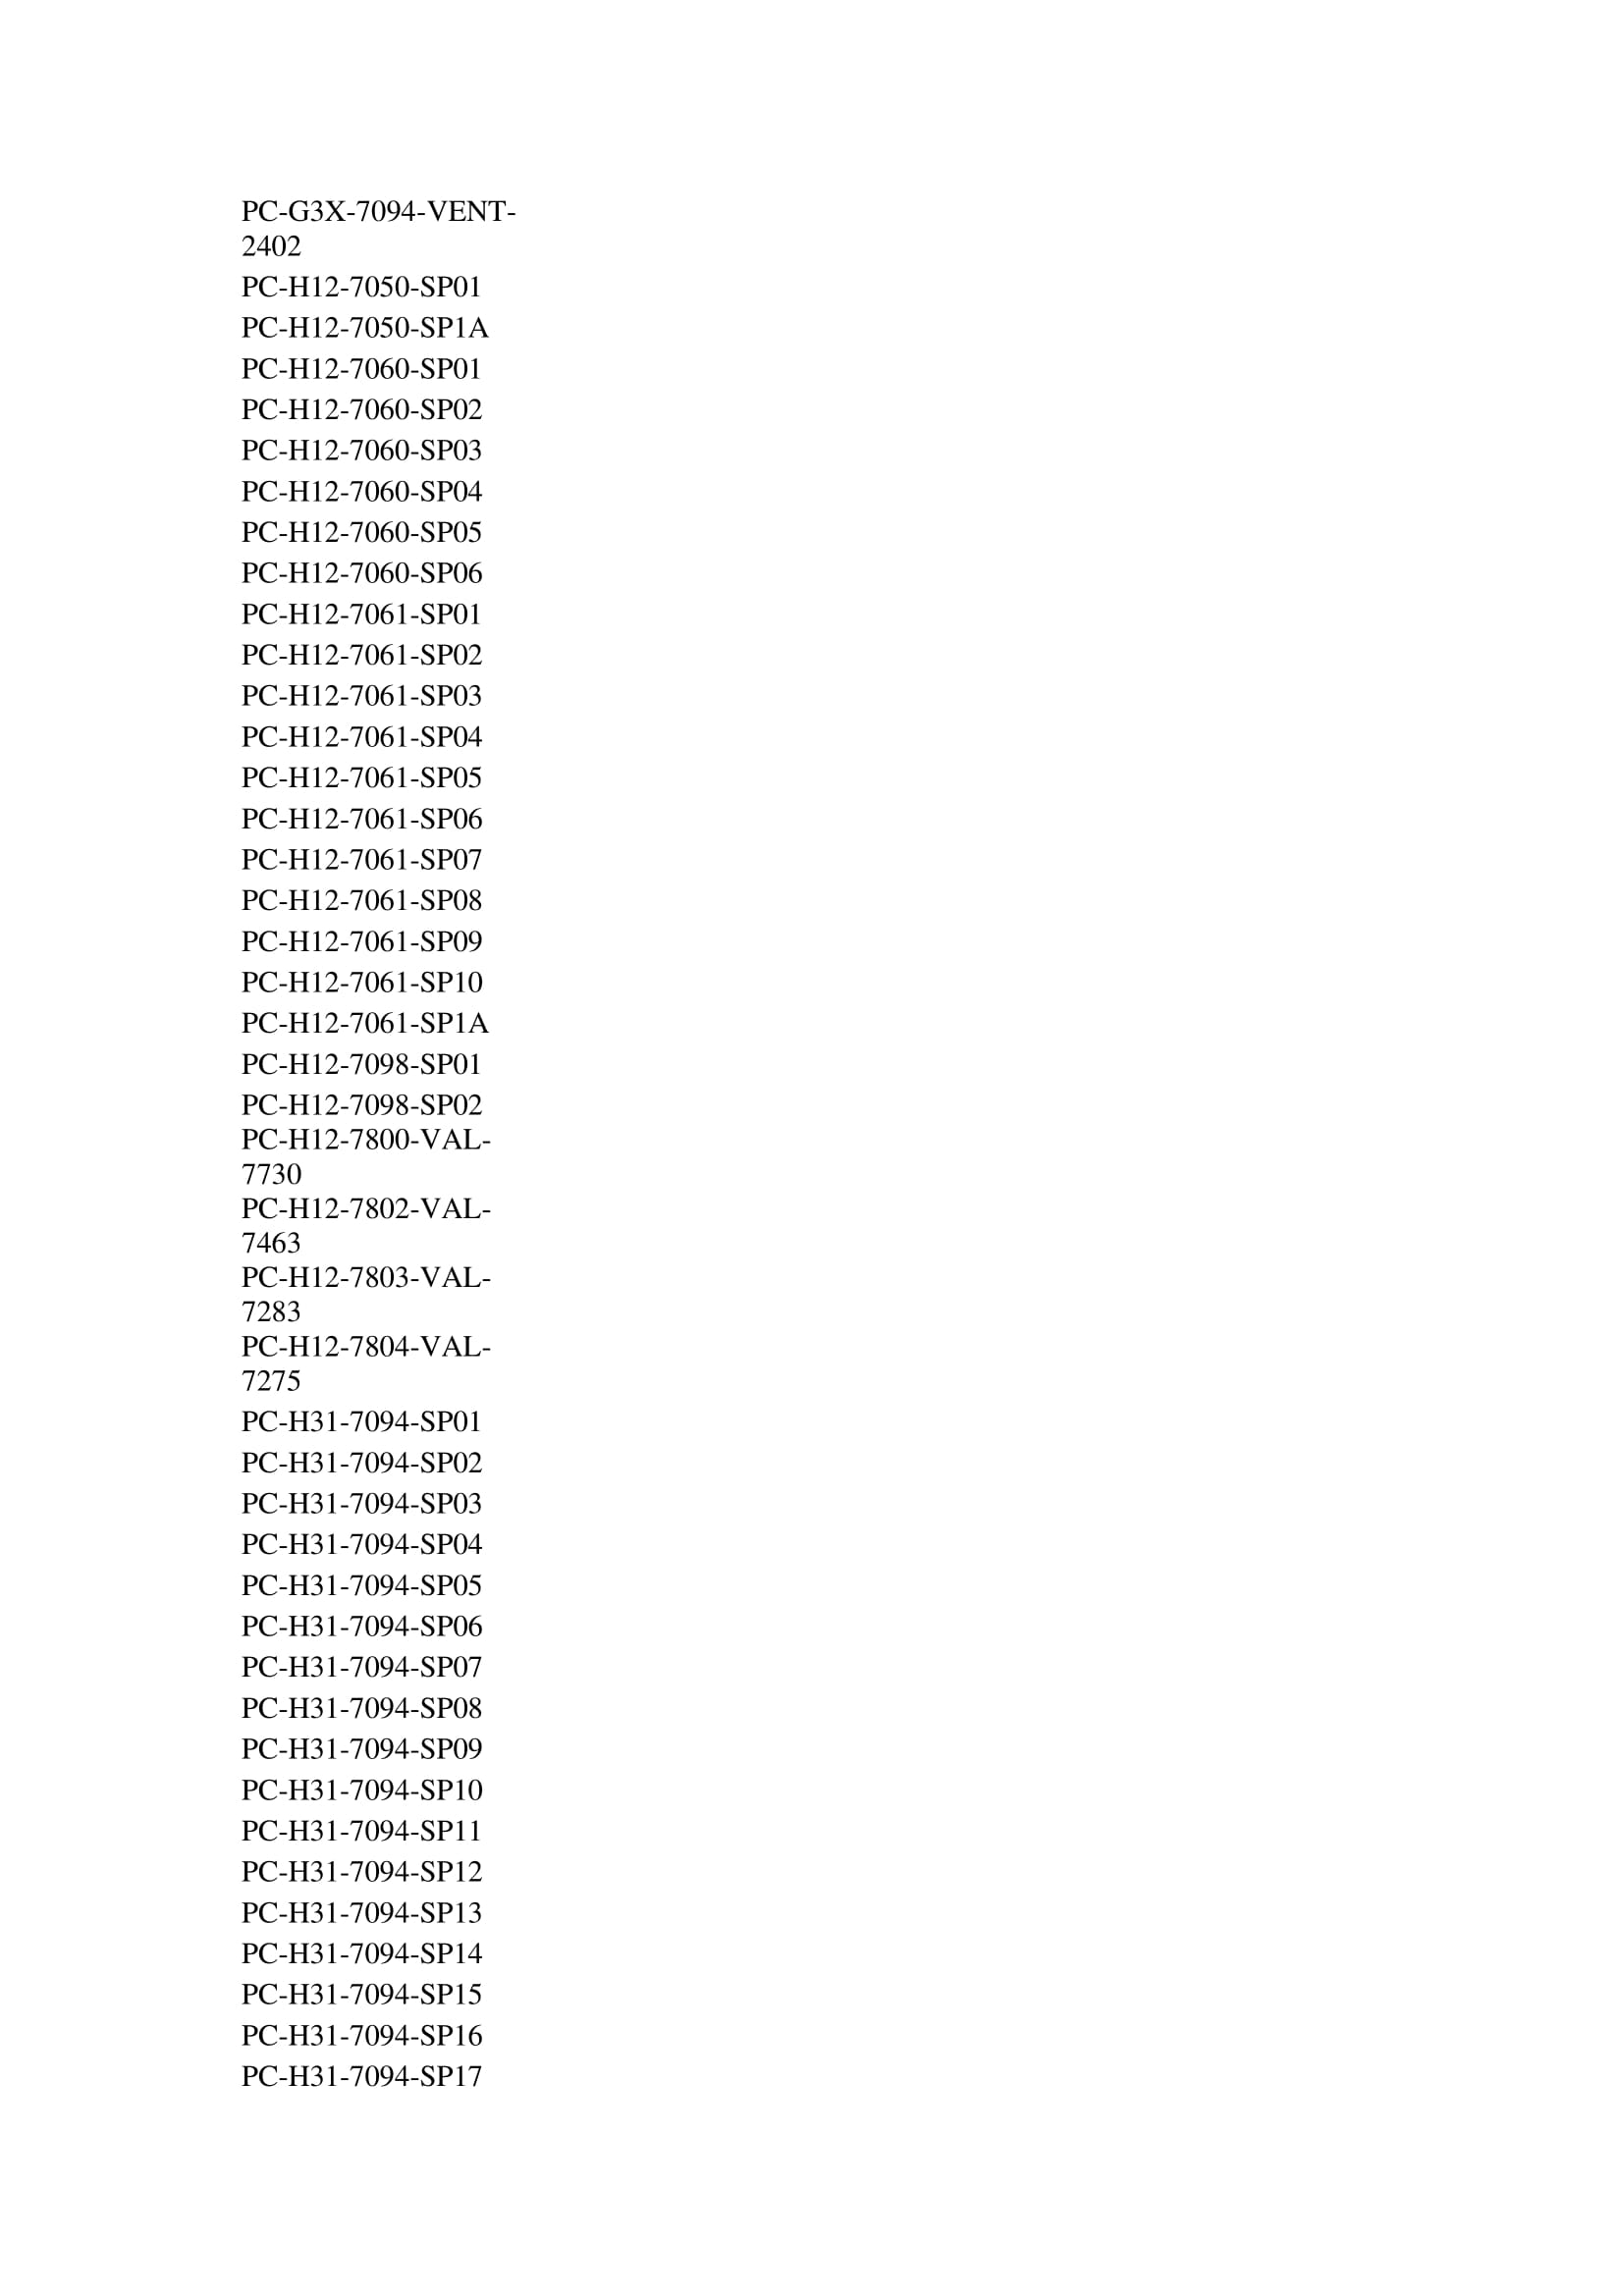 PC-G3X-7094-VENT-
2402
PC-H12-7050-SP01
PC-H12-7050-SP1A
PC-H12-7060-SP01
PC-H12-7060-SP02
PC-H12-7060-SP03
PC-H12-7060-SP04
PC-H12-7060-SP05
PC-H12-7060-SP06
PC-H12-7061-SP01
PC-H12-7061-SP02
PC-H12-7061-SP03
PC-H12-7061-SP04
PC-H12-7061-SP05
PC-H12-7061-SP06
PC-H12-7061-SP07
PC-H12-7061-SP08
PC-H12-7061-SP09
PC-H12-7061-SP10
PC-H12-7061-SP1A
PC-H12-7098-SP01
PC-H12-7098-SP02
PC-H12-7800-VAL-
7730
PC-H12-7802-VAL-
7463
PC-H12-7803-VAL-
7283
PC-H12-7804-VAL-
7275
PC-H31-7094-SP01
PC-H31-7094-SP02
PC-H31-7094-SP03
PC-H31-7094-SP04
PC-H31-7094-SP05
PC-H31-7094-SP06
PC-H31-7094-SP07
PC-H31-7094-SP08
PC-H31-7094-SP09
PC-H31-7094-SP10
PC-H31-7094-SP11
PC-H31-7094-SP12
PC-H31-7094-SP13
PC-H31-7094-SP14
PC-H31-7094-SP15
PC-H31-7094-SP16
PC-H31-7094-SP17